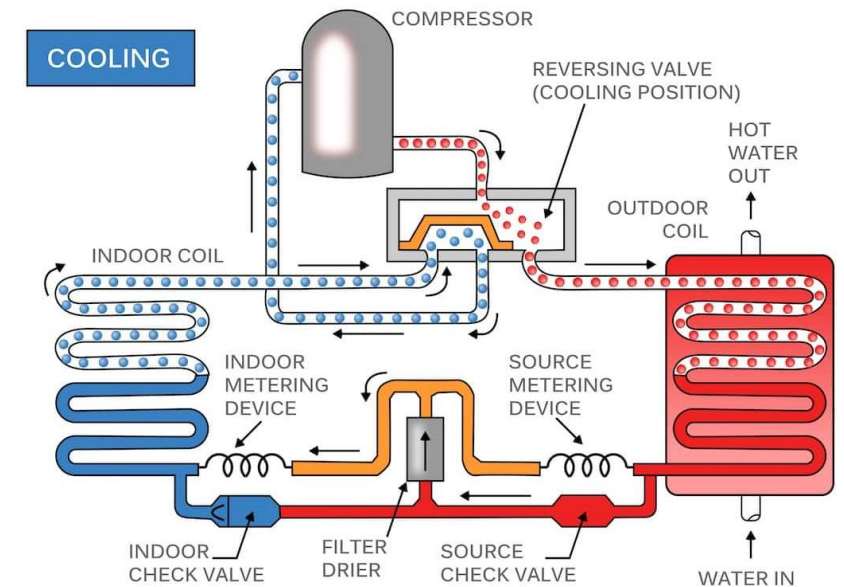 COMPRESSOR
COOLING
REVERSING VALVE
(COOLING POSITION)
HOT
WATER
OUT
OUTDOOR
COIL
INDOOR COIL
INDOOR
METERING
DEVICE
SOURCE
METERING
DEVICE
INDOOR
CHECK VALVE
FILTER
DRIER
SOURCE
CHECK VALVE
WATER IN